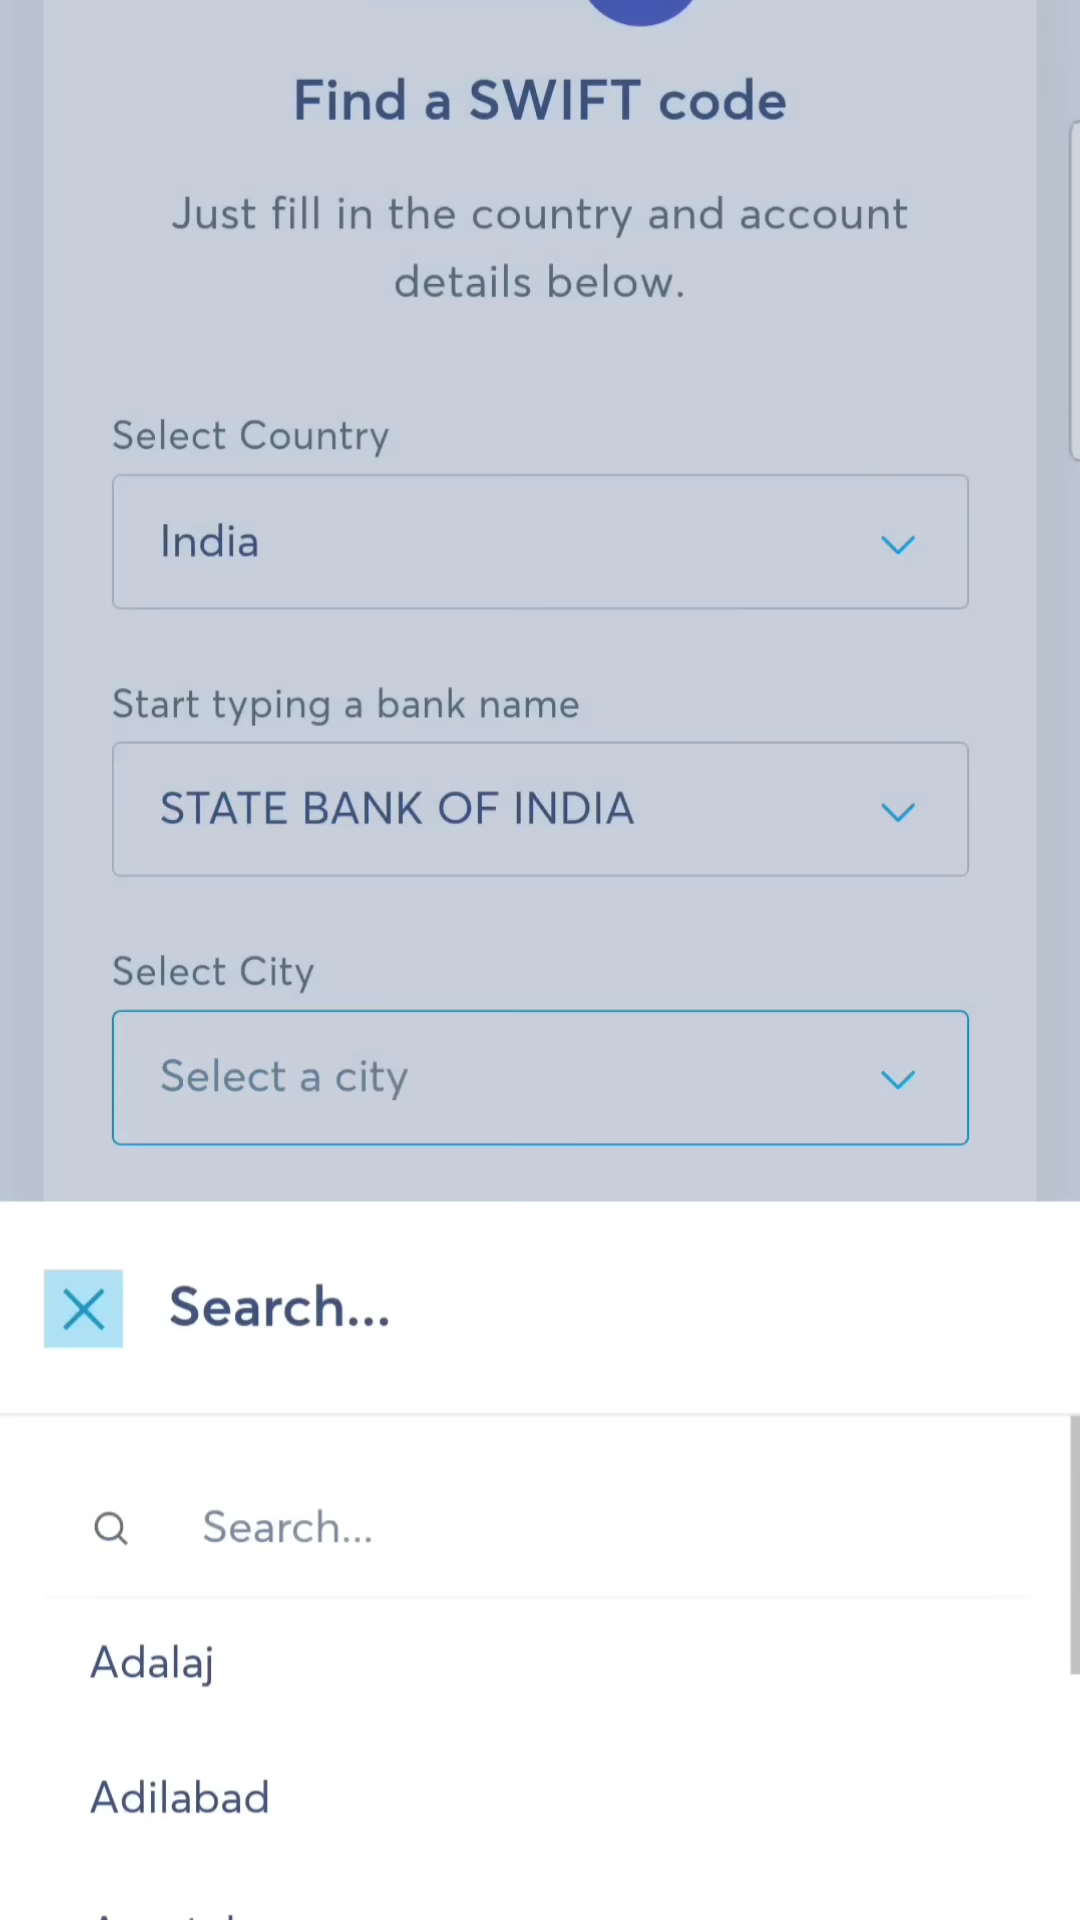 Find a SWIFT code
Just fill in the country and account
details below.
Select Country
India
Start typing a bank name
STATE BANK OF INDIA
Select City
Select a city
Search...
Search...
Adalaj
Adilabad